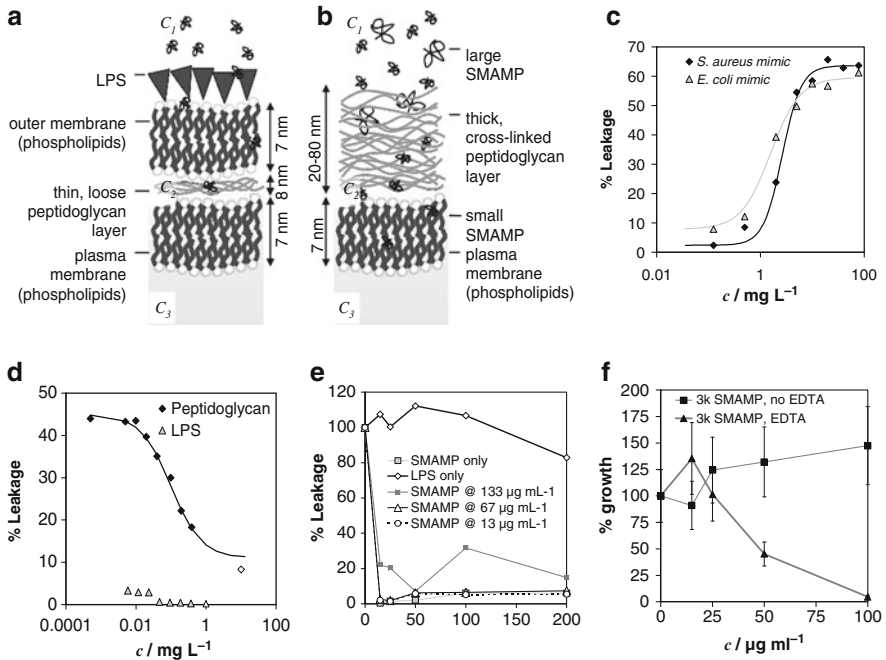 a
C1
LPS
outer membrane
(phospholipids)
7 nm
8 nm
C2
thin, loose
peptidoglycan
layer
7 nm
plasma
membrane
(phospholipids)
C3
b
C1
large
SMAMP
20-80 nm
thick,
cross-linked
peptidoglycan
layer
C2
small
SMAMP
7 nm
plasma
membrane
(phospholipids)
C3
c
S. aureus mimic
E. coli mimic
% Leakage
70
60
50
40
30
20
10
0
0.01
1
100
c / mg L–1
d
Peptidoglycan
LPS
% Leakage
50
40
30
20
10
0
0.0001
0.01
1
100
c / mg L–1
e
% Leakage
120
100
80
60
40
20
0
SMAMP only
LPS only
SMAMP @ 133 µg mL-1
SMAMP @ 67 µg mL-1
SMAMP @ 13 µg mL-1
0
50
100
150
200
f
% growth
200
175
150
125
100
75
50
25
0
3k SMAMP, no EDTA
3k SMAMP, EDTA
0
25
50
75
100
c / µg ml–1